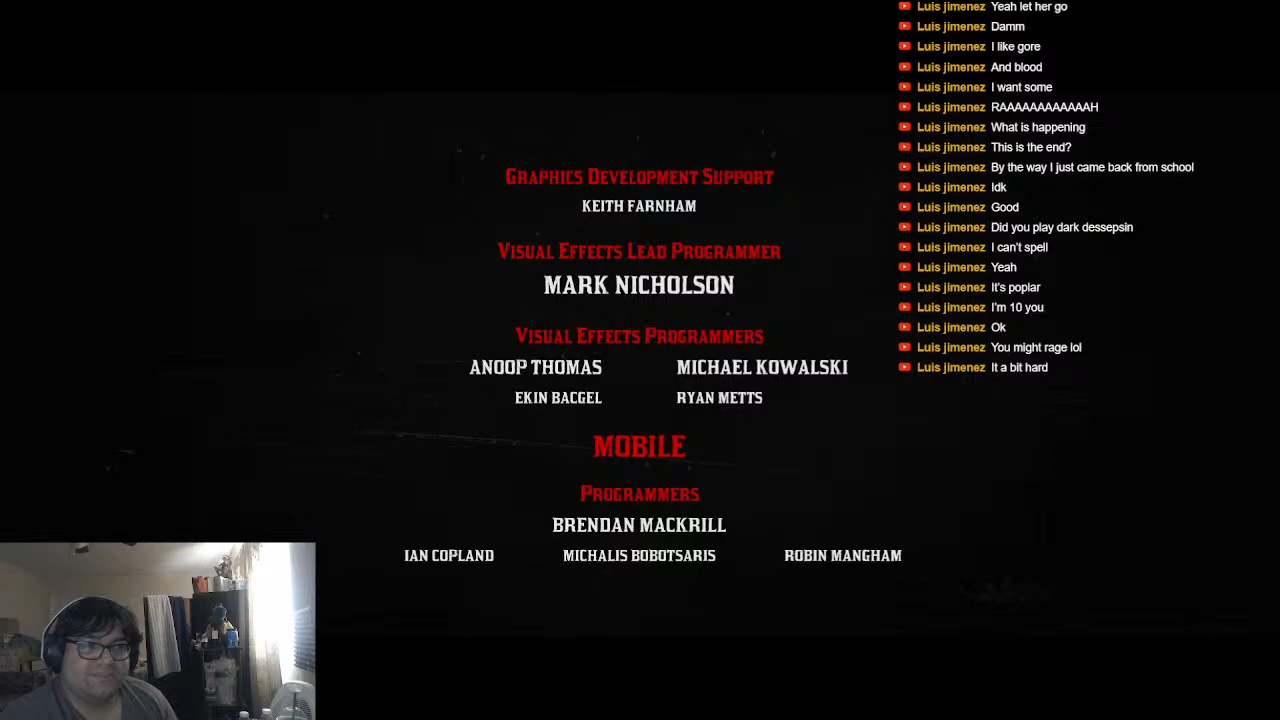 GRAPHICS DEVELOPMENT SUPPORT
KEITH FARNHAM
VISUAL EFFECTS LEAD PROGRAMMER
MARK NICHOLSON
VISUAL EFFECTS PROGRAMMERS
ANOOP THOMAS MICHAEL KOWALSKI
EKIN BACGEL RYAN METTS
MOBILE
PROGRAMMERS
BRENDAN MACKRILL
IAN COPLAND MICHALIS BOBOTSARIS ROBIN MANGHAM
Luis jimenez Yeah let her go
Luis jimenez Damm
Luis jimenez I like gore
Luis jimenez And blood
Luis jimenez I want some
Luis jimenez RAAAAAAAAAAAAH
Luis jimenez What is happening
Luis jimenez This is the end?
Luis jimenez By the way I just came back from school
Luis jimenez Idk
Luis jimenez Good
Luis jimenez Did you play dark dessepsin
Luis jimenez I can't spell
Luis jimenez Yeah
Luis jimenez It's poplar
Luis jimenez I'm 10 you
Luis jimenez Ok
Luis jimenez You might rage lol
Luis jimenez It a bit hard